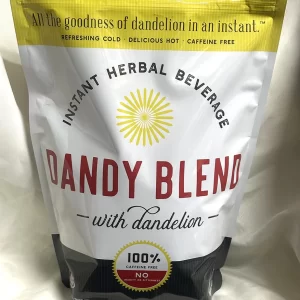 All the goodness of dandelion in an instant.™
REFRESHING COLD · DELICIOUS HOT · CAFFEINE FREE
INSTANT HERBAL BEVERAGE
DANDY BLEND
with dandelion
100%
CAFFEINE FREE
NO